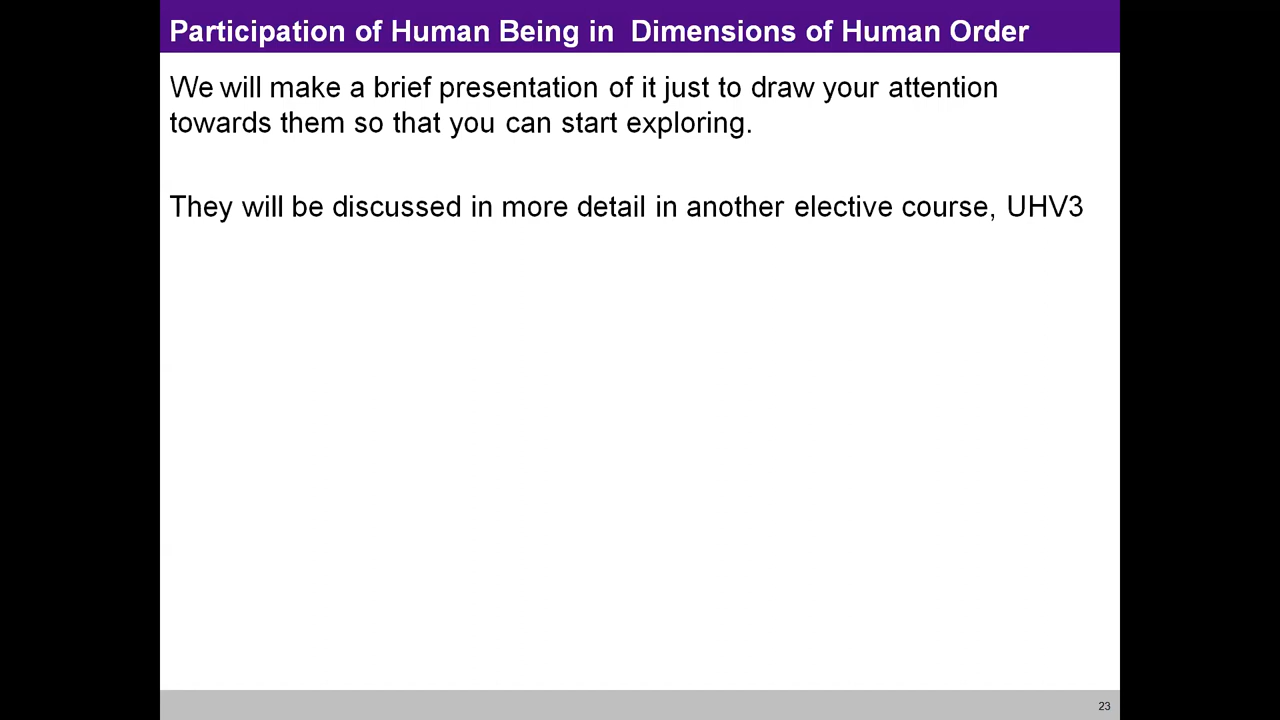 Participation of Human Being in  Dimensions of Human Order
We will make a brief presentation of it just to draw your attention
towards them so that you can start exploring.
They will be discussed in more detail in another elective course, UHV3
23